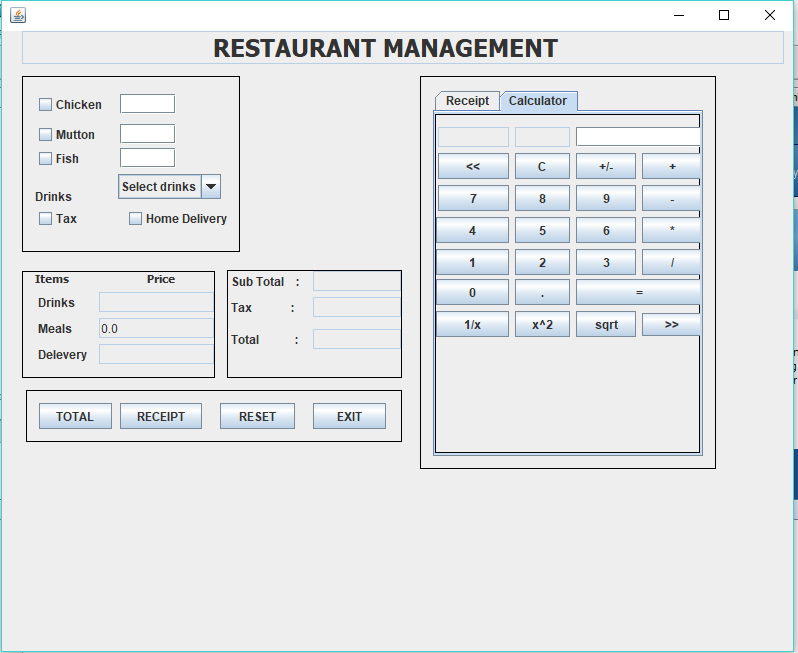 RESTAURANT MANAGEMENT
Chicken
Mutton
Fish
Drinks Select drinks
Tax Home Delivery
Items Price
Drinks
Meals 0.0
Delevery
Sub Total :
Tax :
Total :
TOTAL RECEIPT RESET EXIT
Receipt Calculator
<< C +/- +
7 8 9 -
4 5 6 *
1 2 3 /
0 . =
1/x x^2 sqrt >>